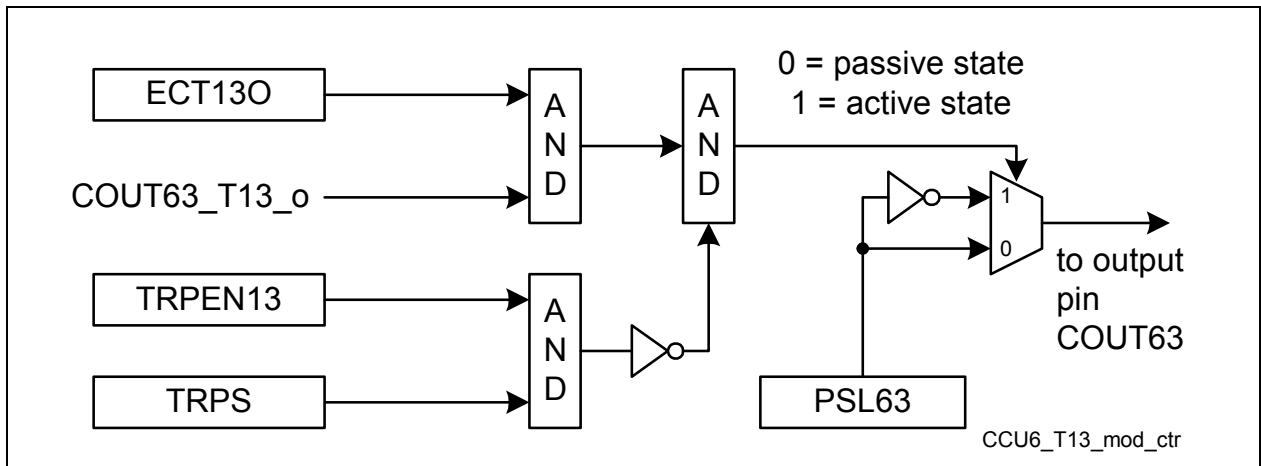 ECT13O
COUT63_T13_o
TRPEN13
TRPS
A
N
D
A
N
D
A
N
D
0 = passive state
1 = active state
1
0
to output
pin
COUT63
PSL63
CCU6_T13_mod_ctr